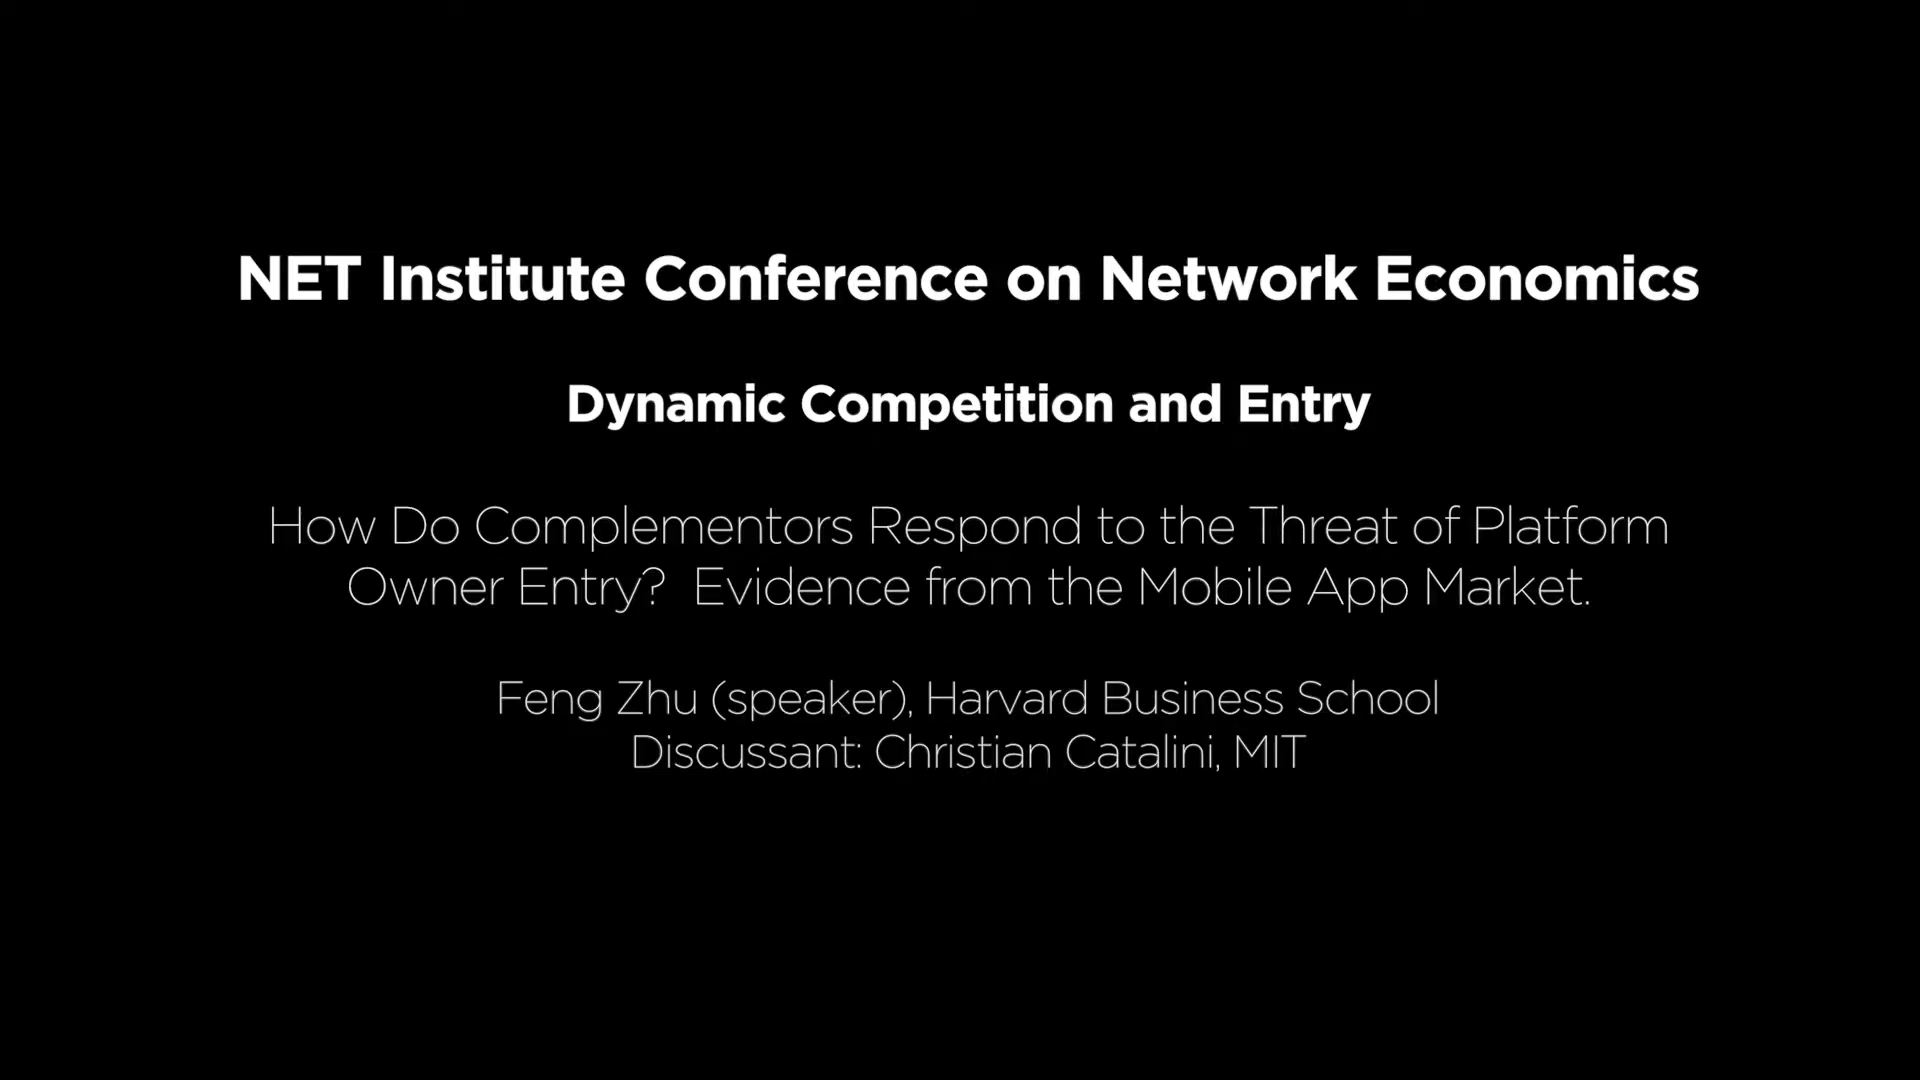 NET Institute Conference on Network Economics
Dynamic Competition and Entry
How Do Complementors Respond to the Threat of Platform
Owner Entry?  Evidence from the Mobile App Market.
Feng Zhu (speaker), Harvard Business School
Discussant: Christian Catalini, MIT